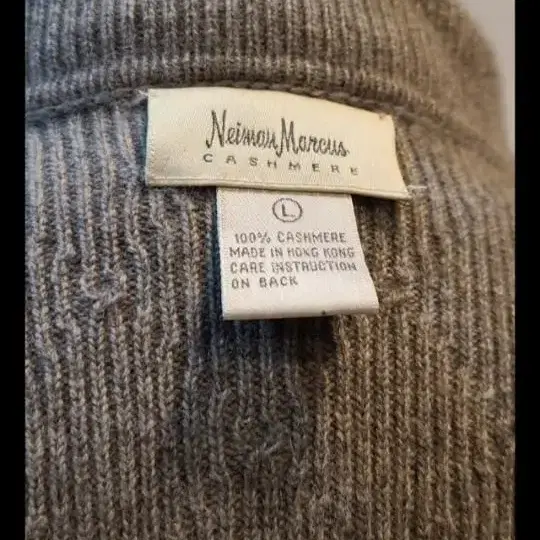 Neiman Marcus
CASHMERE
L
100% CASHMERE
MADE IN HONG KONG
CARE INSTRUCTION
ON BACK